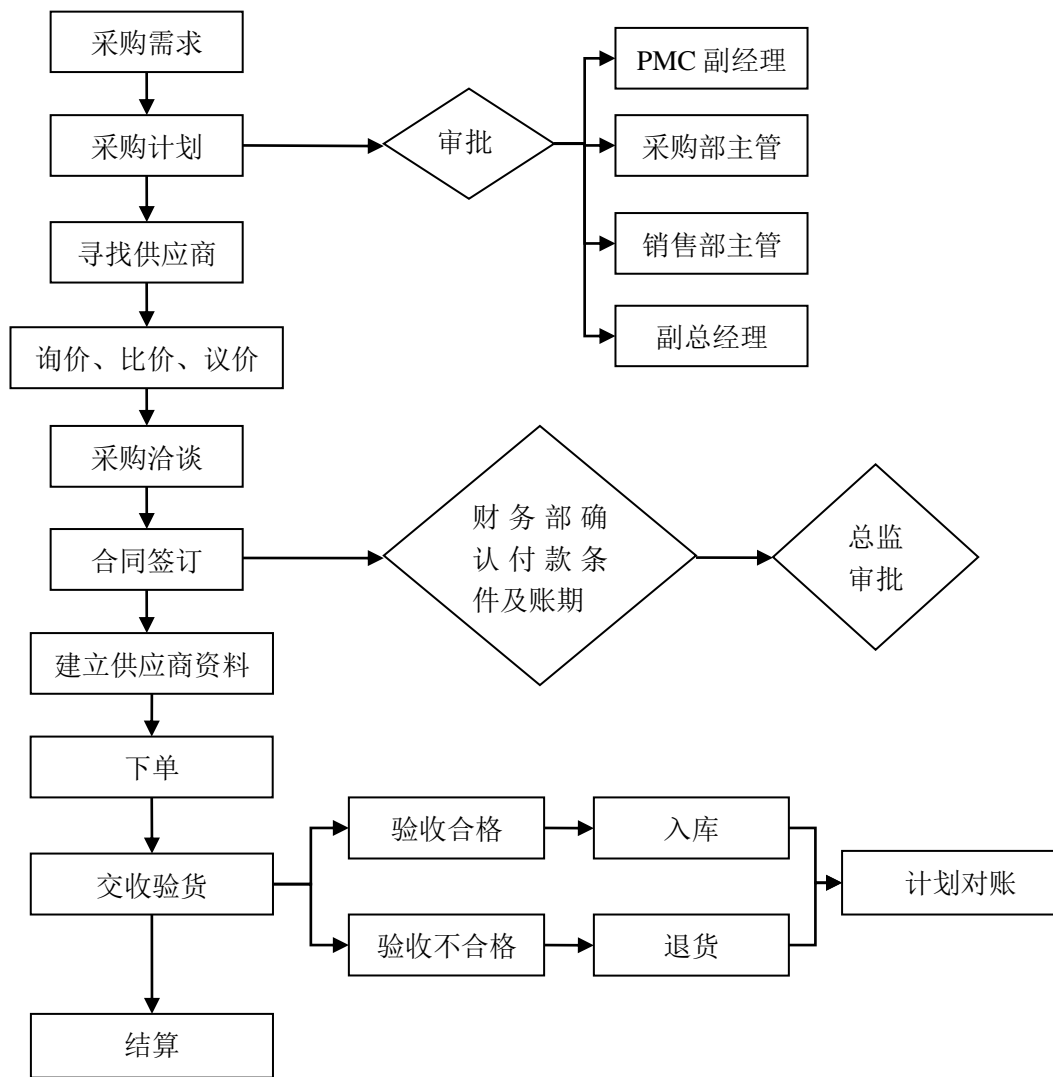 采购需求
PMC 副经理
采购计划
审批
采购部主管
寻找供应商
销售部主管
询价、比价、议价
副总经理
采购洽谈
合同签订
财务部确
认付款条
件及账期
总监
审批
建立供应商资料
下单
验收合格
入库
交收验货
计划对账
验收不合格
退货
结算